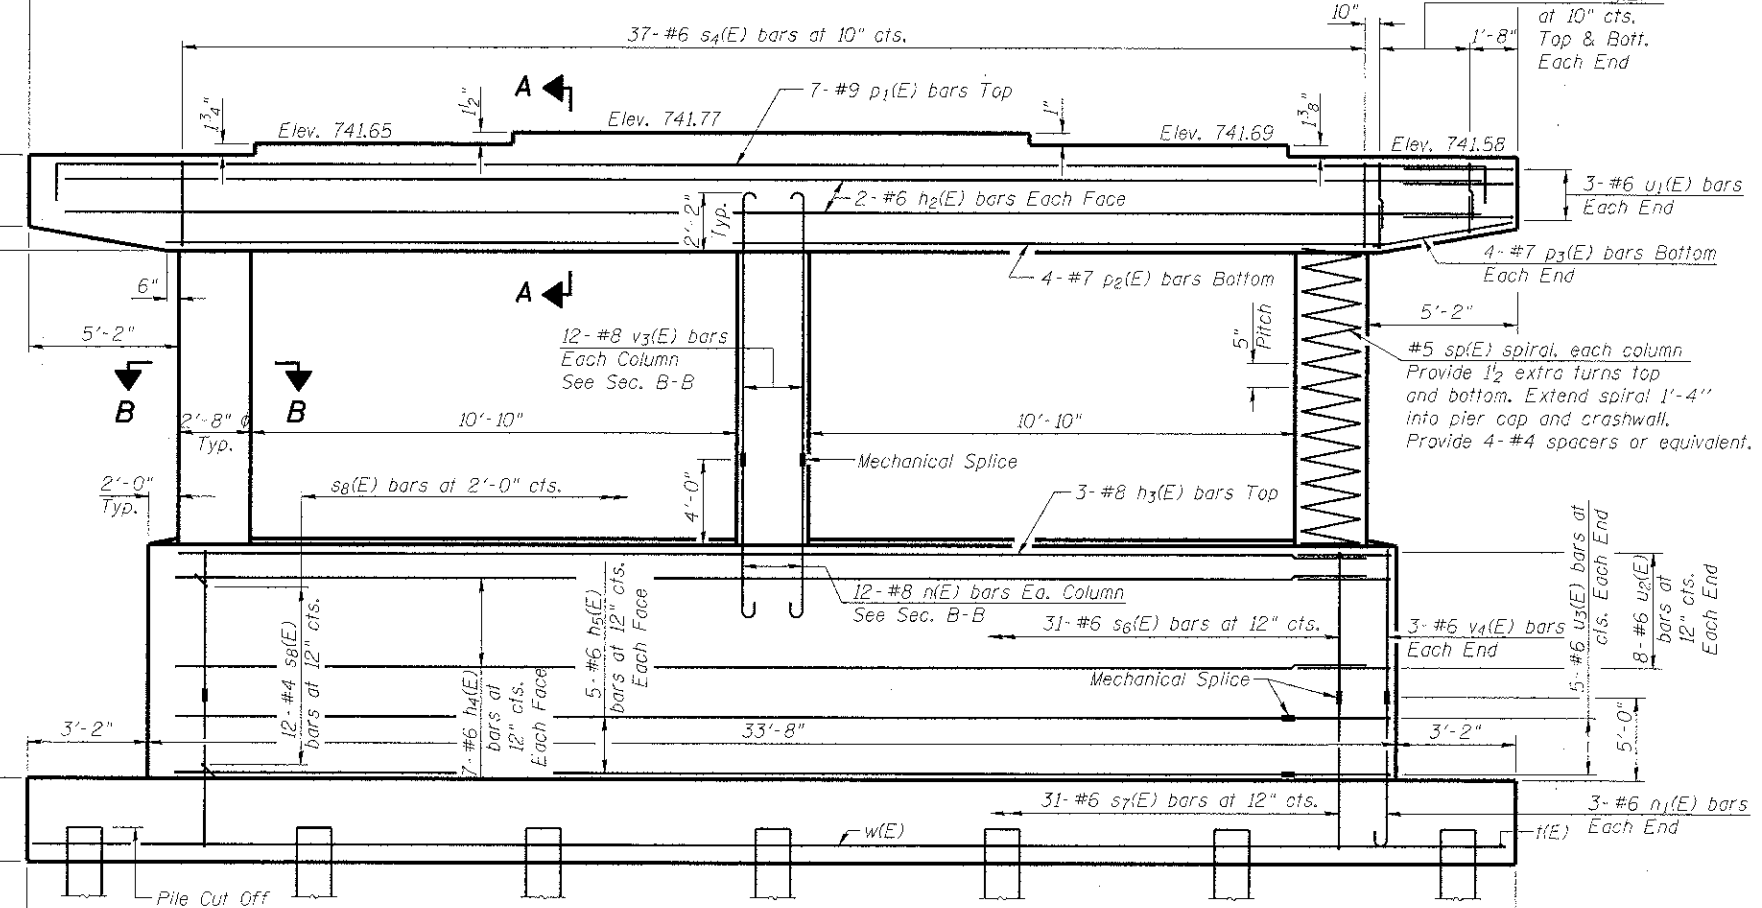 37-#6 s4(E) bars at 10" cts.
10"
at 10" cts.
Top & Bott.
Each End
1'-8"
A
7-#9 p1(E) bars Top
1 3/4"
1 1/2"
1"
1 3/8"
Elev. 741.65
Elev. 741.77
Elev. 741.69
Elev. 741.58
2-#6 h2(E) bars Each Face
3-#6 u1(E) bars
Each End
2'-2"
Typ.
4-#7 p3(E) bars Bottom
Each End
4-#7 p2(E) bars Bottom
A
6"
5'-2"
5'-2"
12-#8 v3(E) bars
Each Column
See Sec. B-B
5"
Pitch
#5 sp(E) spiral, each column
Provide 1 1/2 extra turns top
and bottom. Extend spiral 1'-4"
into pier cap and crashwall.
Provide 4-#4 spacers or equivalent.
B
B
2'-8" ϕ
Typ.
10'-10"
10'-10"
Mechanical Splice
2'-0"
Typ.
s8(E) bars at 2'-0" cts.
4'-0"
3-#8 h3(E) bars Top
12-#8 n(E) bars Ea. Column
See Sec. B-B
12-#4 s8(E)
bars at 12" cts.
7-#6 h4(E)
bars at
12" cts.
Each Face
5-#6 h5(E)
bars at 12" cts.
Each Face
31-#6 s6(E) bars at 12" cts.
3-#6 v4(E) bars
Each End
5-#6 u3(E) bars at
cts. Each End
8-#6 u2(E)
bars at
12" cts.
Each End
Mechanical Splice
3'-2"
33'-8"
3'-2"
5'-0"
31-#6 s7(E) bars at 12" cts.
3-#6 n1(E) bars
Each End
w(E)
t(E)
Pile Cut Off